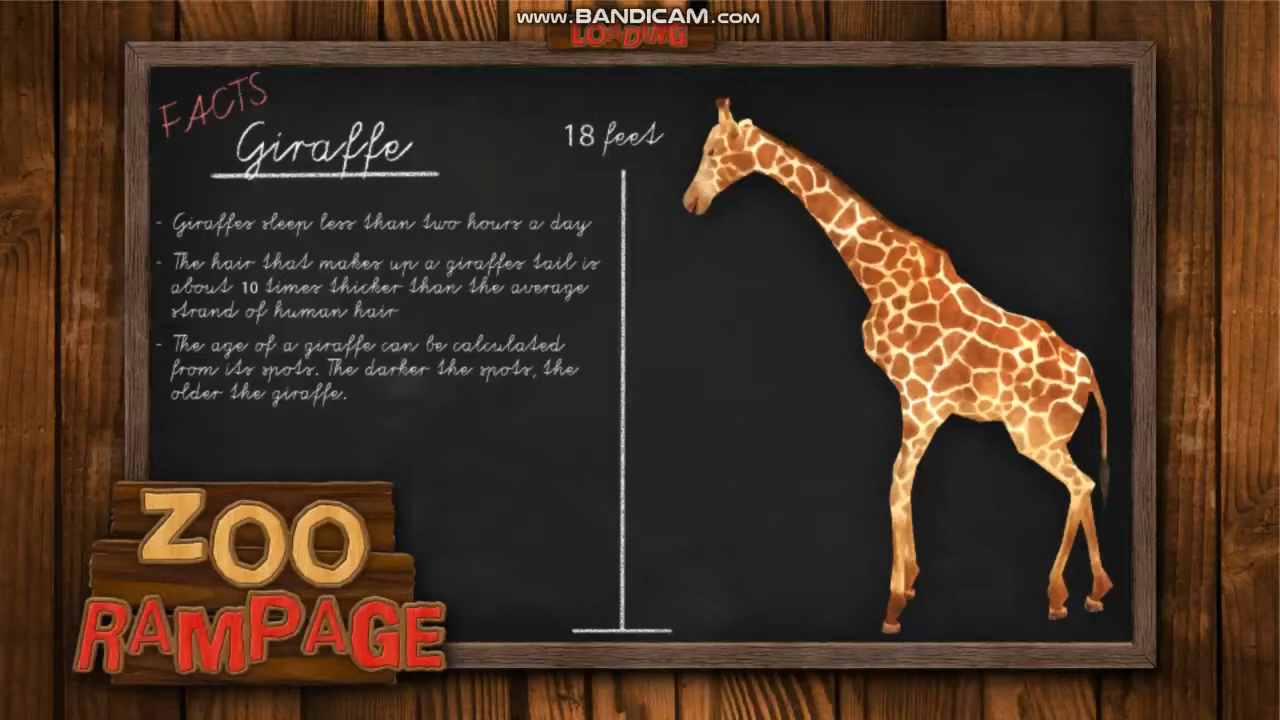 www.BANDICAM.com
LOADING
FACTS
Giraffe
18 feet
- Giraffes sleep less than two hours a day
- The hair that makes up a giraffes tail is
about 10 times thicker than the average
strand of human hair
- The age of a giraffe can be calculated
from its spots. The darker the spots, the
older the giraffe.
ZOO
RAMPAGE